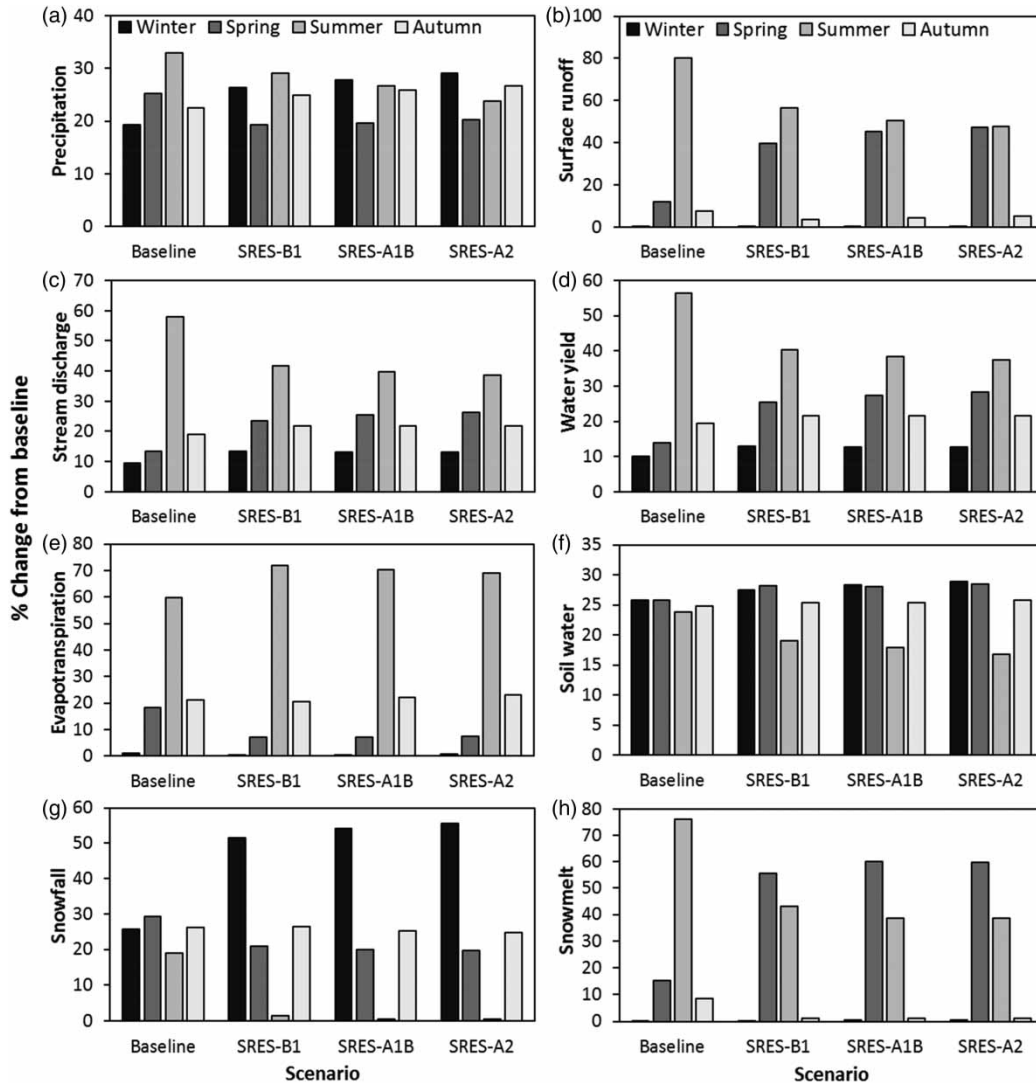 (a)
40
30
20
10
0
Precipitation
Winter Spring Summer Autumn
Baseline SRES-B1 SRES-A1B SRES-A2
(b)
100
80
60
40
20
0
Surface runoff
Winter Spring Summer Autumn
Baseline SRES-B1 SRES-A1B SRES-A2
% Change from baseline
(c)
70
60
50
40
30
20
10
0
Stream discharge
Baseline SRES-B1 SRES-A1B SRES-A2
(d)
60
50
40
30
20
10
0
Water yield
Baseline SRES-B1 SRES-A1B SRES-A2
(e)
80
70
60
50
40
30
20
10
0
Evapotranspiration
Baseline SRES-B1 SRES-A1B SRES-A2
(f)
35
30
25
20
15
10
5
0
Soil water
Baseline SRES-B1 SRES-A1B SRES-A2
(g)
60
50
40
30
20
10
0
Snowfall
Baseline SRES-B1 SRES-A1B SRES-A2
Scenario
(h)
80
70
60
50
40
30
20
10
0
Snowmelt
Baseline SRES-B1 SRES-A1B SRES-A2
Scenario